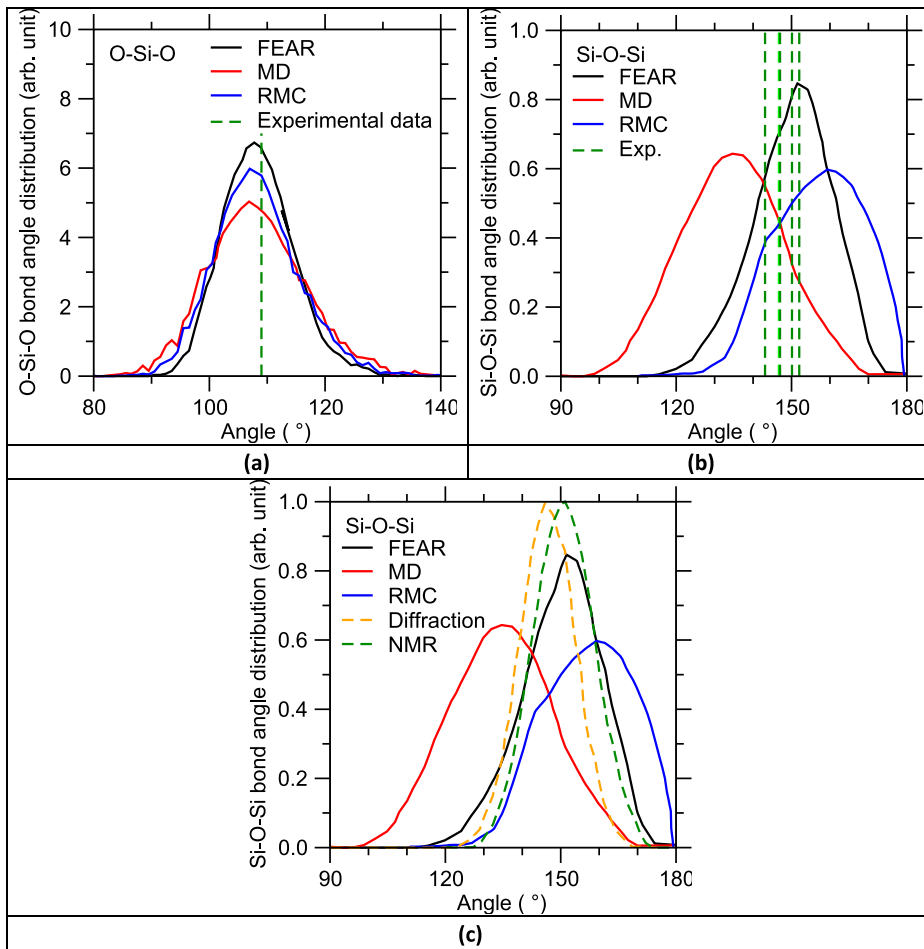 O-Si-O bond angle distribution (arb. unit)
10
8
6
4
2
0
O-Si-O
FEAR
MD
RMC
Experimental data
80 100 120 140
Angle ( °)
(a)
Si-O-Si bond angle distribution (arb. unit)
1.0
0.8
0.6
0.4
0.2
0.0
Si-O-Si
FEAR
MD
RMC
Exp.
90 120 150 180
Angle ( °)
(b)
Si-O-Si bond angle distribution (arb. unit)
1.0
0.8
0.6
0.4
0.2
0.0
Si-O-Si
FEAR
MD
RMC
Diffraction
NMR
90 120 150 180
Angle ( °)
(c)